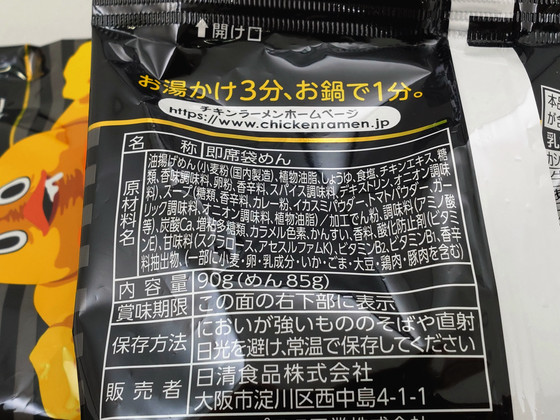 ↑開け口
お湯かけ3分、お鍋で1分。
チキンラーメンホームページ
https://www.chickenramen.jp
名 称 即席袋めん
原材料名 油揚げめん(小麦粉(国内製造)、植物油脂、しょうゆ、食塩、チキンエキス、糖
類、香味調味料、卵粉、香辛料、スパイス調味料、デキストリン、オニオン調味
料)、スープ(糖類、香辛料、カレー粉、イカスミパウダー、トマトパウダー、ガー
リック調味料、オニオン調味料、植物油脂)/加工でん粉、調味料(アミノ酸
等)、炭酸Ca、増粘多糖類、カラメル色素、かんすい、香料、酸化防止剤(ビタミ
ンE)、甘味料(スクラロース、アセスルファムK)、ビタミンB2、ビタミンB1、香辛
料抽出物、(一部に小麦・卵・乳成分・いか・ごま・大豆・鶏肉・豚肉を含む)
内 容 量 90g(めん85g)
賞味期限 この面の右下部に表示
保存方法 においが強いもののそばや直射
日光を避け、常温で保存してください
販 売 者 日清食品株式会社
大阪市淀川区西中島4-1-1